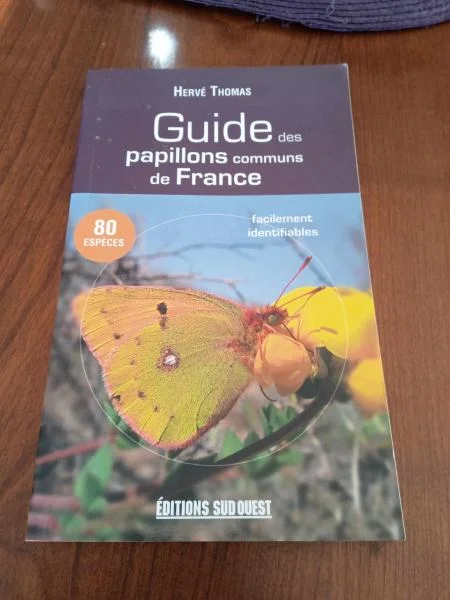 Hervé Thomas
Guide des
papillons communs
de France
80
ESPÈCES
facilement
identifiables
ÉDITIONS SUD OUEST